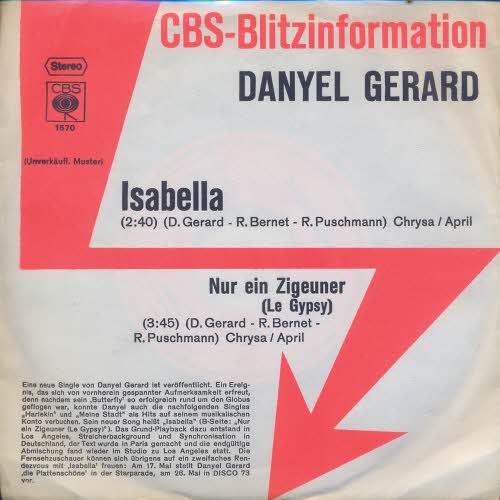 CBS-Blitzinformation
Stereo
DANYEL GERARD
CBS
1570
(Unverkäufl. Muster)
Isabella
(2:40) (D. Gerard - R. Bernet - R. Puschmann) Chrysa / April
Nur ein Zigeuner
(Le Gypsy)
(3:45) (D. Gerard - R. Bernet -
R. Puschmann) Chrysa / April
Eine neue Single von Danyel Gerard ist veröffentlicht. Ein Ereig-
nis, das sich von vornherein gespannter Aufmerksamkeit erfreut,
denn nachdem sein ,Butterfly' so erfolgreich rund um den Globus
geflogen war, konnte Danyel auch die nachfolgenden Singles
„Harlekin" und „Meine Stadt" als Hits auf seinem musikalischen
Konto verbuchen. Sein neuer Song heißt „Isabella" (B-Seite: „Nur
ein Zigeuner (Le Gypsy)"). Das Grund-Playback dazu entstand in
Los Angeles, Streicherbackground und Synchronisation in
Deutschland, der Text wurde in Paris gemacht und die endgültige
Abmischung fand wieder im Studio zu Los Angeles statt. Die
Fernsehzuschauer können sich übrigens auf ein zweifaches Ren-
dezvous mit ,Isabella' freuen: Am 17. Mai stellt Danyel Gerard
,die Plattenschöne' in der Starparade, am 26. Mai in DISCO 73
vor.